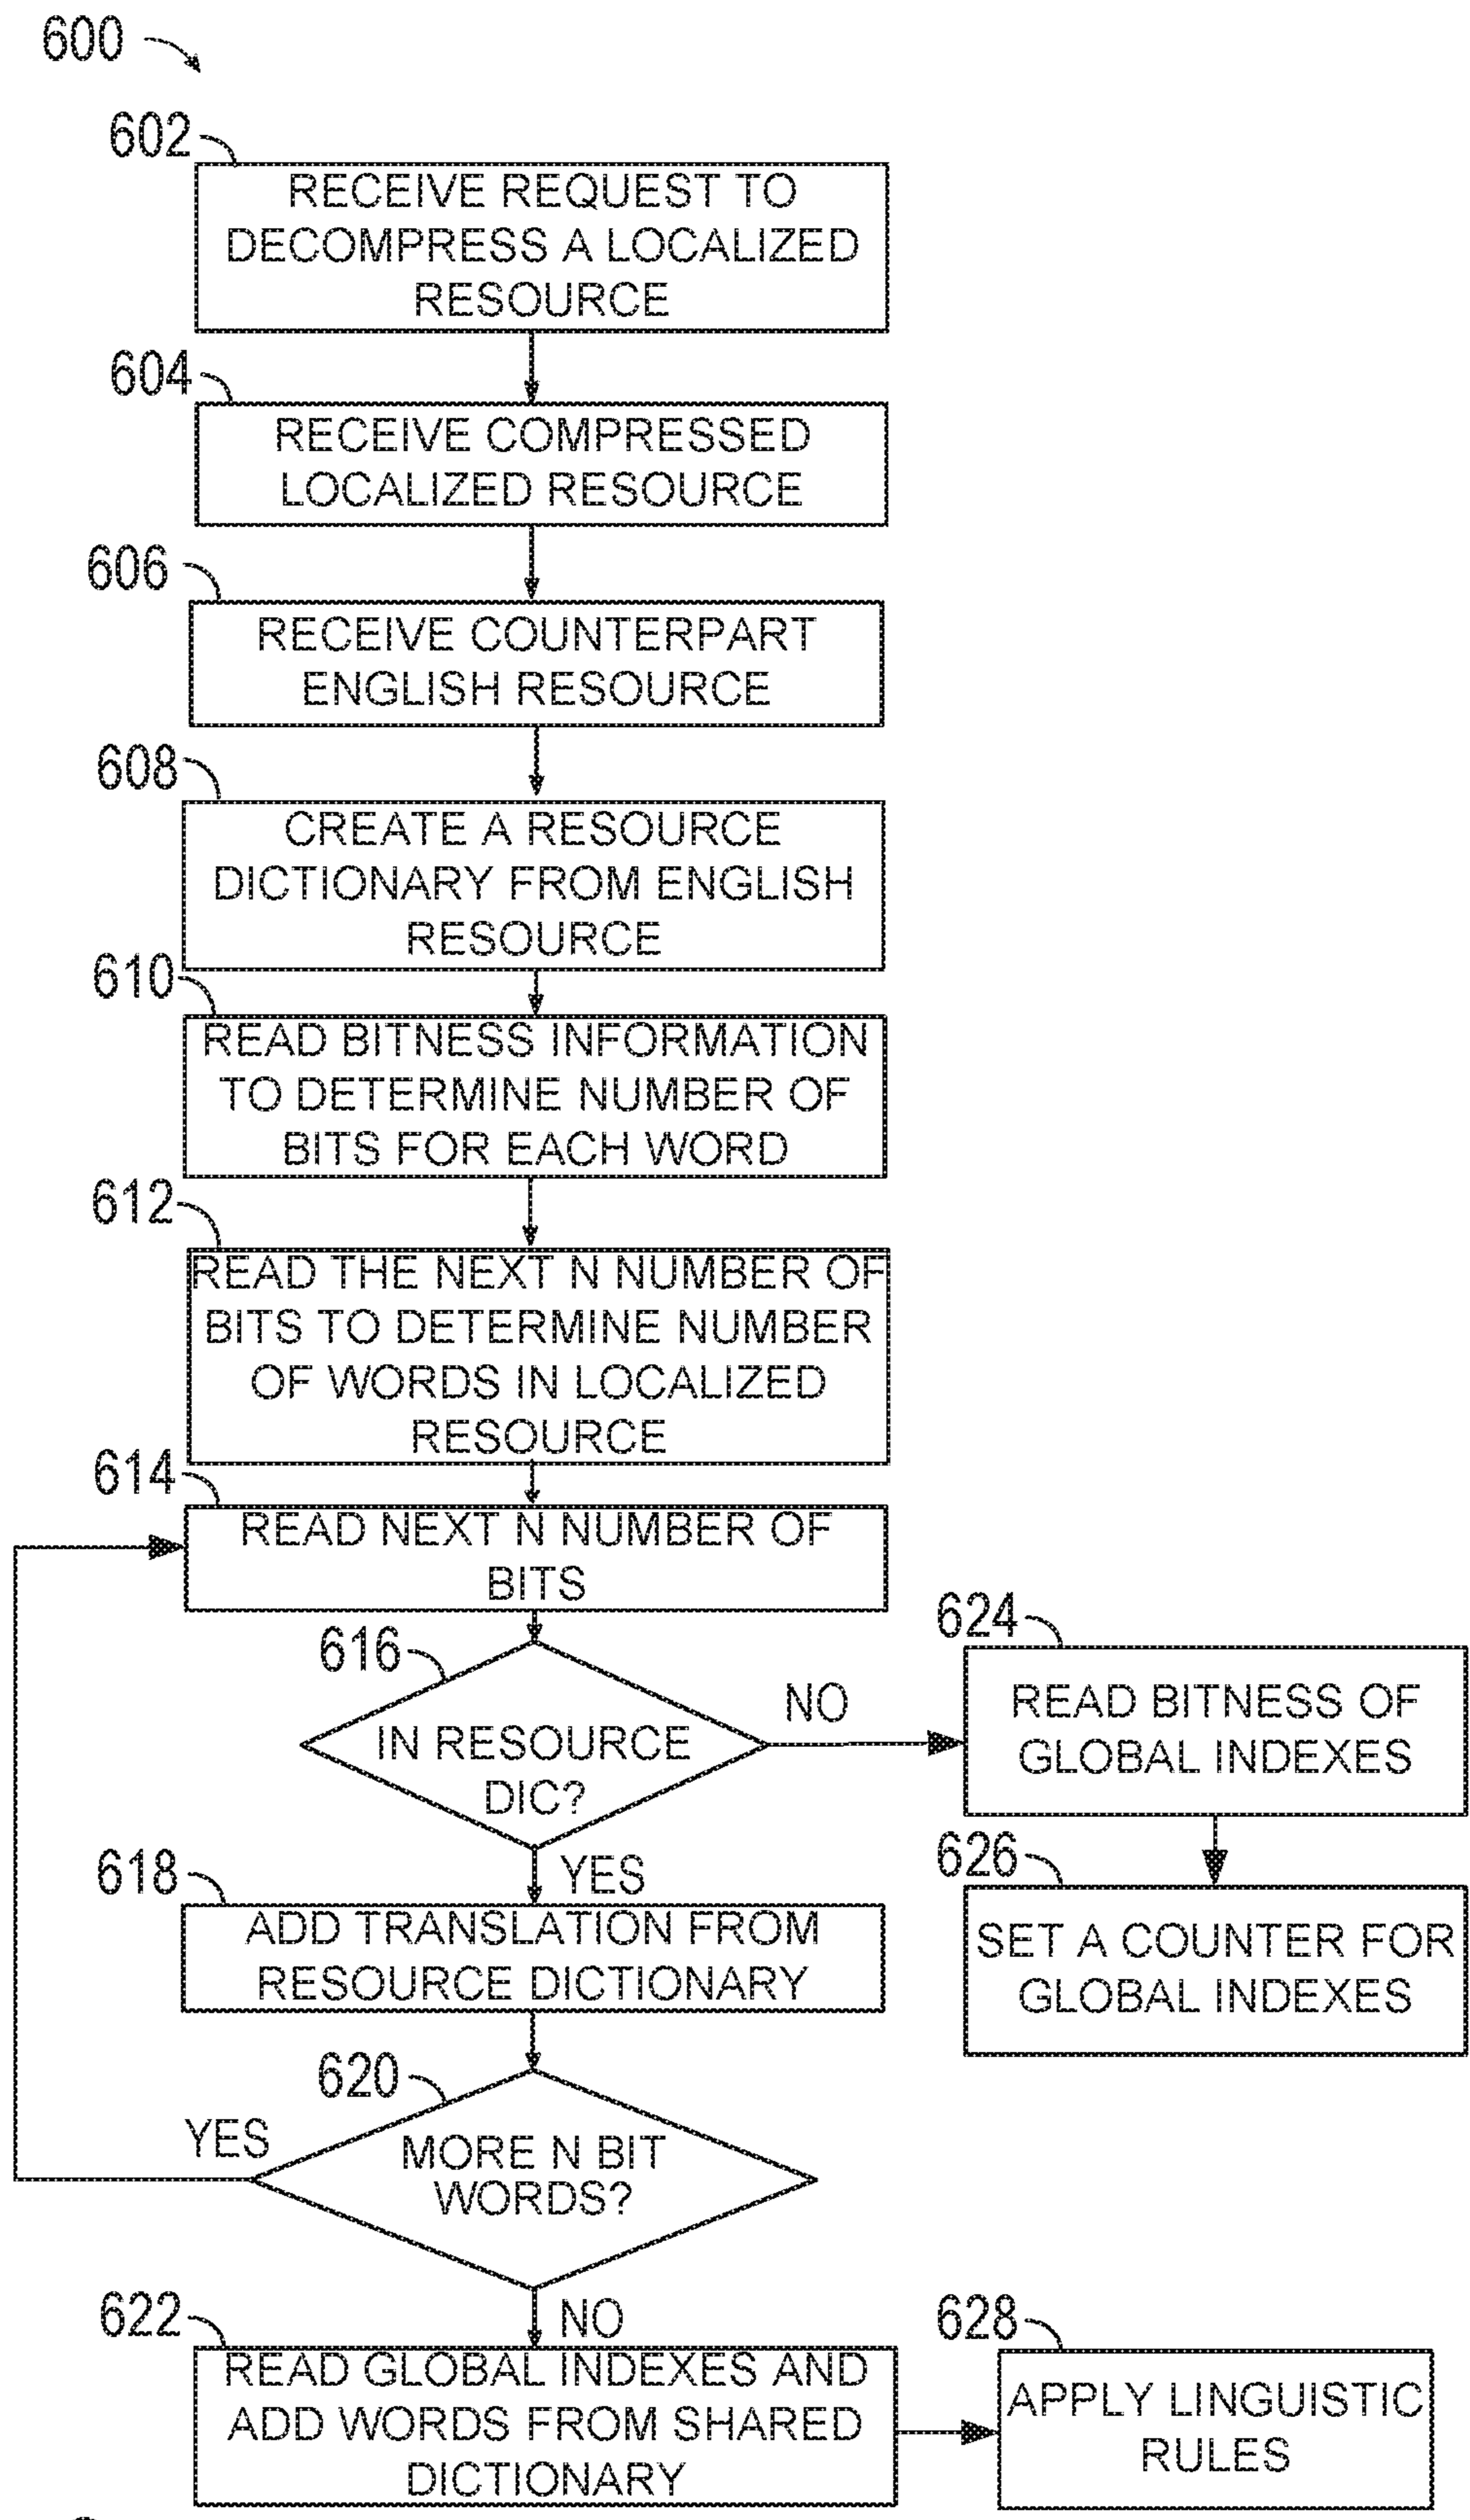 600
602
RECEIVE REQUEST TO
DECOMPRESS A LOCALIZED
RESOURCE
604
RECEIVE COMPRESSED
LOCALIZED RESOURCE
606
RECEIVE COUNTERPART
ENGLISH RESOURCE
608
CREATE A RESOURCE
DICTIONARY FROM ENGLISH
RESOURCE
610
READ BITNESS INFORMATION
TO DETERMINE NUMBER OF
BITS FOR EACH WORD
612
READ THE NEXT N NUMBER OF
BITS TO DETERMINE NUMBER
OF WORDS IN LOCALIZED
RESOURCE
614
READ NEXT N NUMBER OF
BITS
616
IN RESOURCE
DIC?
NO
624
READ BITNESS OF
GLOBAL INDEXES
626
SET A COUNTER FOR
GLOBAL INDEXES
YES
618
ADD TRANSLATION FROM
RESOURCE DICTIONARY
620
MORE N BIT
WORDS?
YES
NO
622
READ GLOBAL INDEXES AND
ADD WORDS FROM SHARED
DICTIONARY
628
APPLY LINGUISTIC
RULES